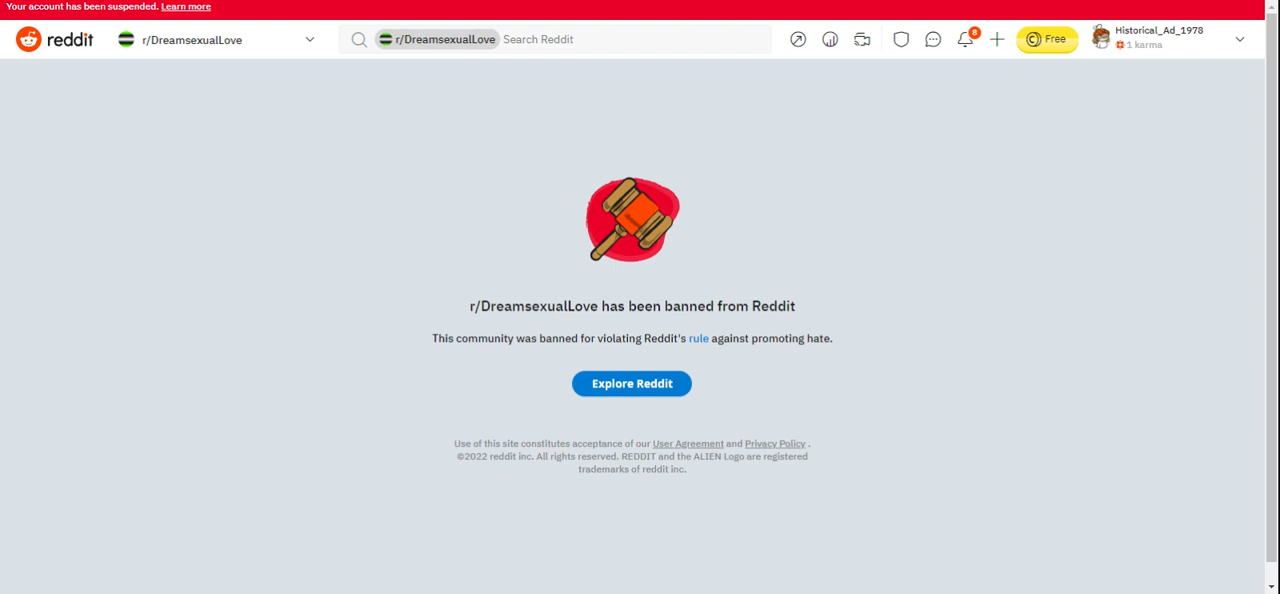 Your account has been suspended. Learn more
reddit r/DreamsexualLove r/DreamsexualLove Search Reddit 8 Free Historical_Ad_1978
1 karma
r/DreamsexualLove has been banned from Reddit
This community was banned for violating Reddit's rule against promoting hate.
Explore Reddit
Use of this site constitutes acceptance of our User Agreement and Privacy Policy .
©2022 reddit inc. All rights reserved. REDDIT and the ALIEN Logo are registered
trademarks of reddit inc.